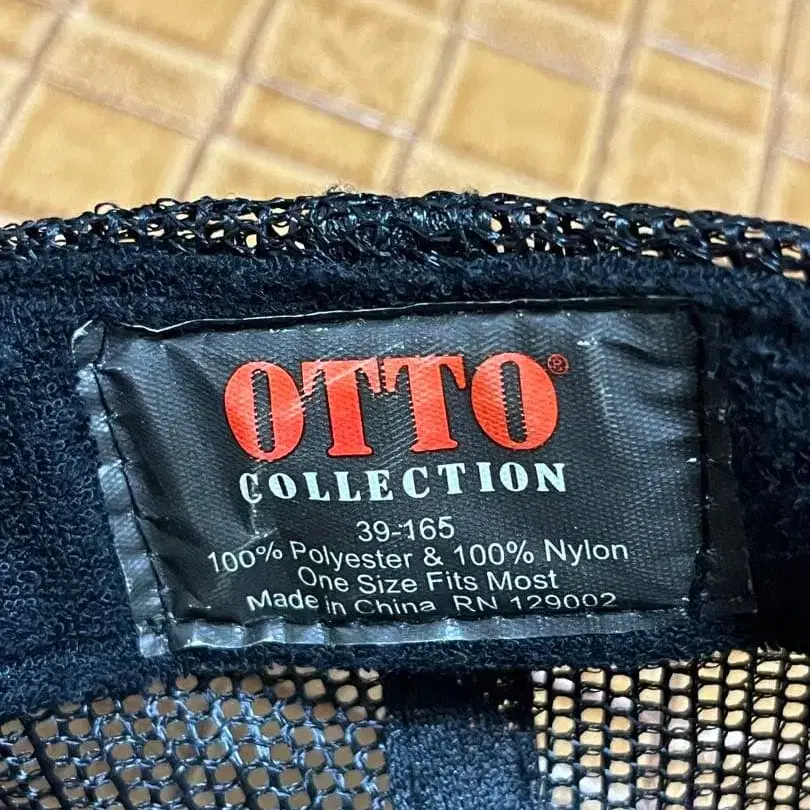 OTTO®
COLLECTION
39-165
100% Polyester & 100% Nylon
One Size Fits Most
Made in China RN 129002